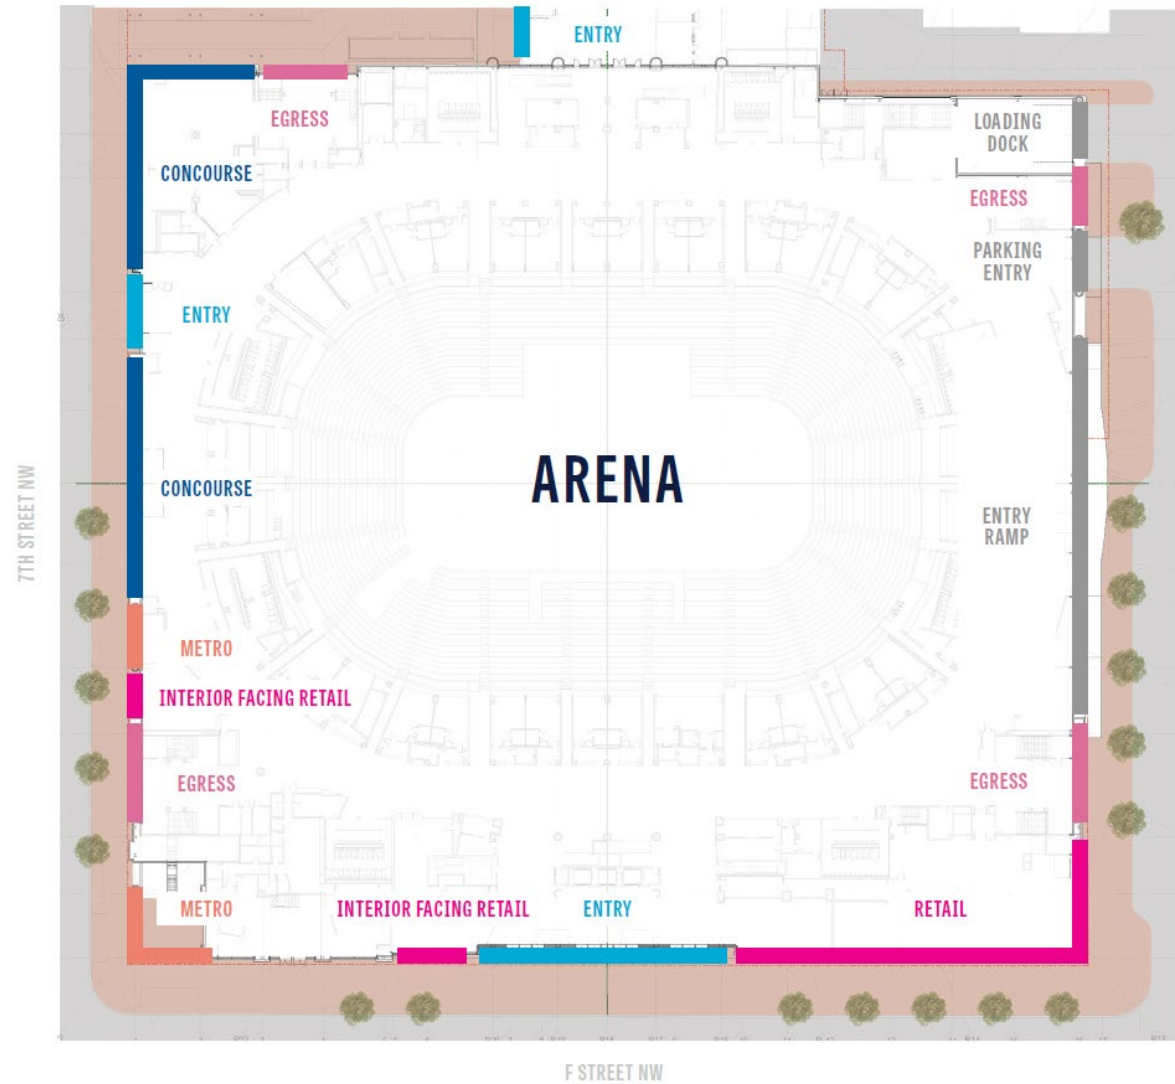 ENTRY
EGRESS
LOADING
DOCK
CONCOURSE
EGRESS
PARKING
ENTRY
ENTRY
ARENA
7TH STREET NW
CONCOURSE
ENTRY
RAMP
METRO
INTERIOR FACING RETAIL
EGRESS
EGRESS
METRO
INTERIOR FACING RETAIL
ENTRY
RETAIL
F STREET NW